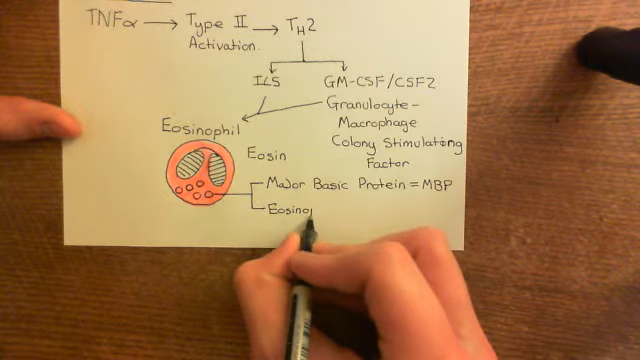 TNFα → Type II → TH2
Activation.
IL5
GM-CSF/CSF2
Granulocyte-
Macrophage
Colony Stimulating
Factor
Eosinophil
Eosin
Major Basic Protein = MBP
Eosino